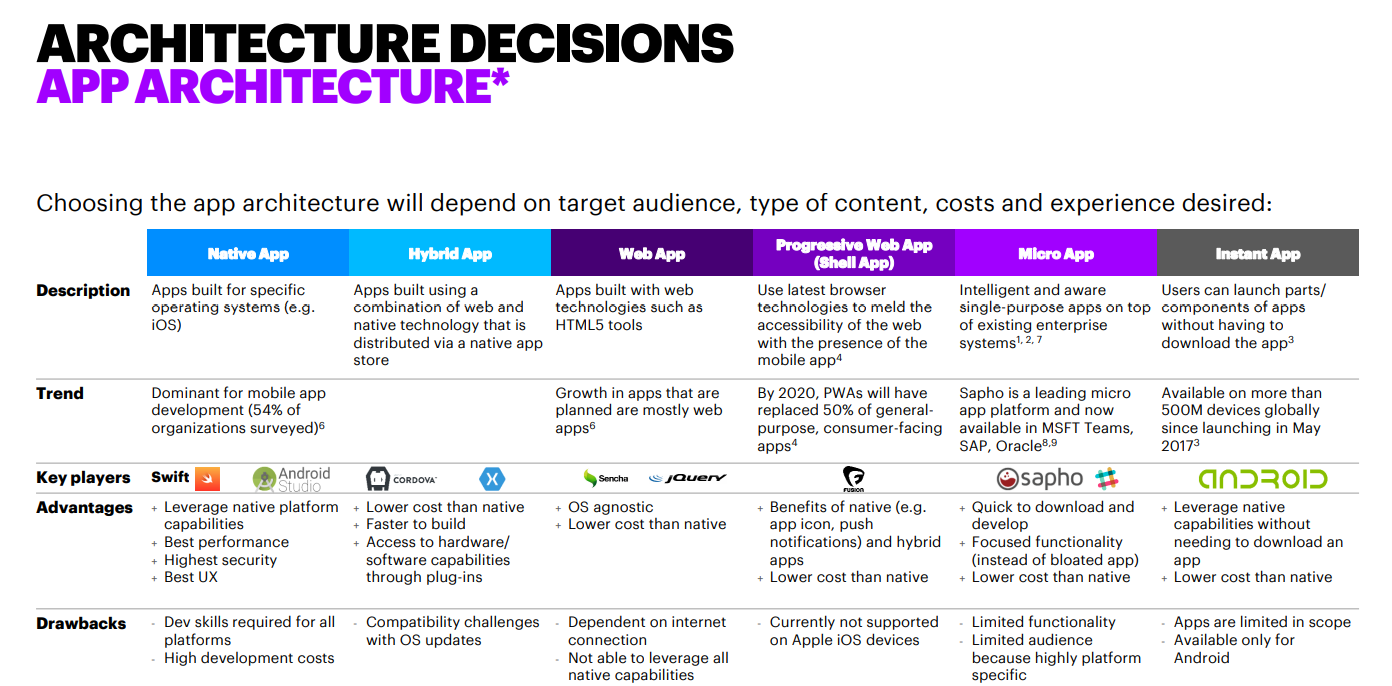 ARCHITECTURE DECISIONS
APP ARCHITECTURE*
Choosing the app architecture will depend on target audience, type of content, costs and experience desired:
Native App
Hybrid App
Web App
Progressive Web App
(Shell App)
Micro App
Instant App
Description
Apps built for specific
operating systems (e.g.
iOS)
Apps built using a
combination of web and
native technology that is
distributed via a native app
store
Apps built with web
technologies such as
HTML5 tools
Use latest browser
technologies to meld the
accessibility of the web
with the presence of the
mobile app4
Intelligent and aware
single-purpose apps on top
of existing enterprise
systems1, 2, 7
Users can launch parts/
components of apps
without having to
download the app3
Trend
Dominant for mobile app
development (54% of
organizations surveyed)6
Growth in apps that are
planned are mostly web
apps6
By 2020, PWAs will have
replaced 50% of general-
purpose, consumer-facing
apps4
Sapho is a leading micro
app platform and now
available in MSFT Teams,
SAP, Oracle8,9
Available on more than
500M devices globally
since launching in May
20173
Key players
Swift
Android
Studio
CORDOVA
Sencha
jQuery
FUSION
sapho
ANDROID
Advantages
+ Leverage native platform
capabilities
+ Best performance
+ Highest security
+ Best UX
+ Lower cost than native
+ Faster to build
+ Access to hardware/
software capabilities
through plug-ins
+ OS agnostic
+ Lower cost than native
+ Benefits of native (e.g.
app icon, push
notifications) and hybrid
apps
+ Lower cost than native
+ Quick to download and
develop
+ Focused functionality
(instead of bloated app)
+ Lower cost than native
+ Leverage native
capabilities without
needing to download an
app
+ Lower cost than native
Drawbacks
- Dev skills required for all
platforms
- High development costs
- Compatibility challenges
with OS updates
- Dependent on internet
connection
- Not able to leverage all
native capabilities
- Currently not supported
on Apple iOS devices
- Limited functionality
- Limited audience
because highly platform
specific
- Apps are limited in scope
- Available only for
Android